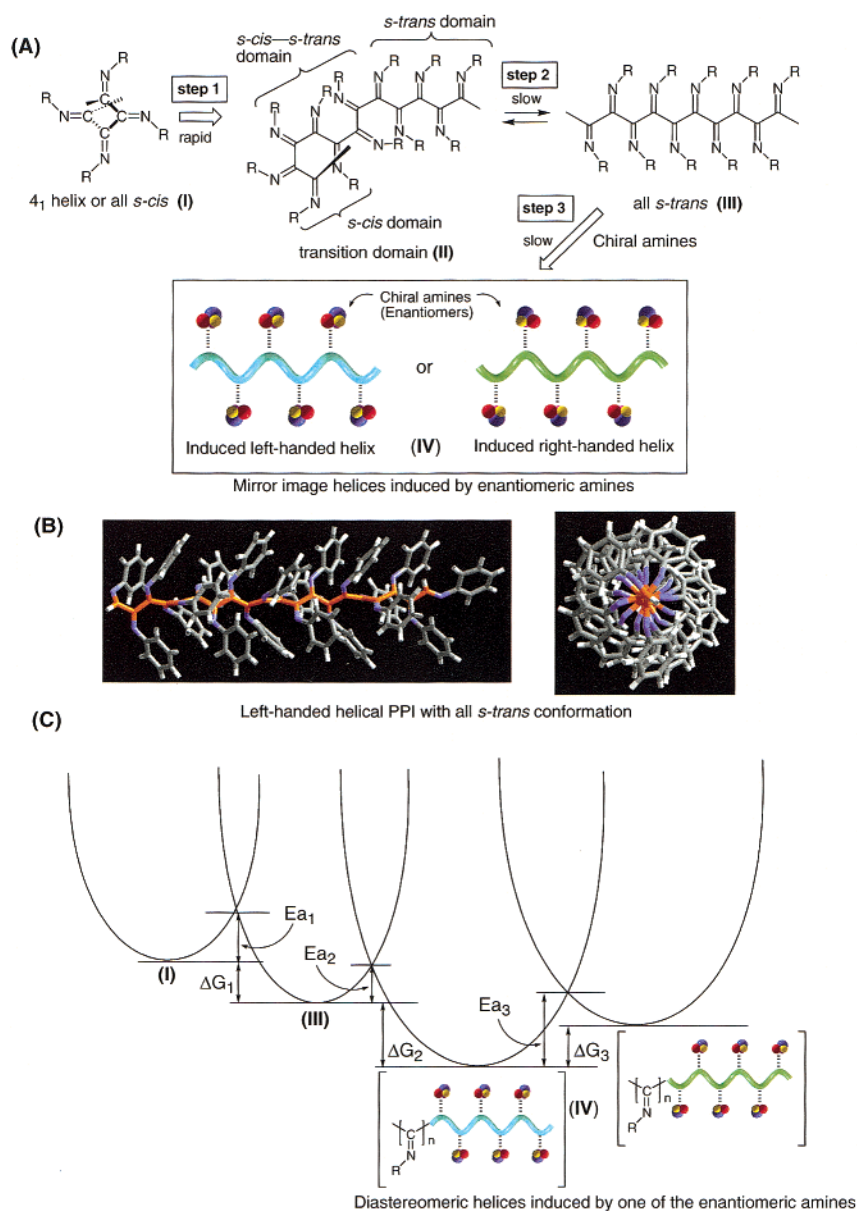 (A)
s-trans domain
s-cis—s-trans
domain
step 1
rapid
step 2
slow
R
N
C
N
R
R
N
N
R
R
N
N
R
R
N
N
R
R
N
N
R
R
N
N
R
N
R
N
R
N
R
N
R
N
R
N
R
N
R
N
R
N
R
N
R
N
R
N
R
N
R
4₁ helix or all s-cis (I)
s-cis domain
transition domain (II)
all s-trans (III)
step 3
slow
Chiral amines
Chiral amines
(Enantiomers)
or
Induced left-handed helix
(IV)
Induced right-handed helix
Mirror image helices induced by enantiomeric amines
(B)
Left-handed helical PPI with all s-trans conformation
(C)
Ea₁
Ea₂
(I)
ΔG₁
(III)
Ea₃
ΔG₂
ΔG₃
(IV)
C
n
N
R
C
n
N
R
Diastereomeric helices induced by one of the enantiomeric amines